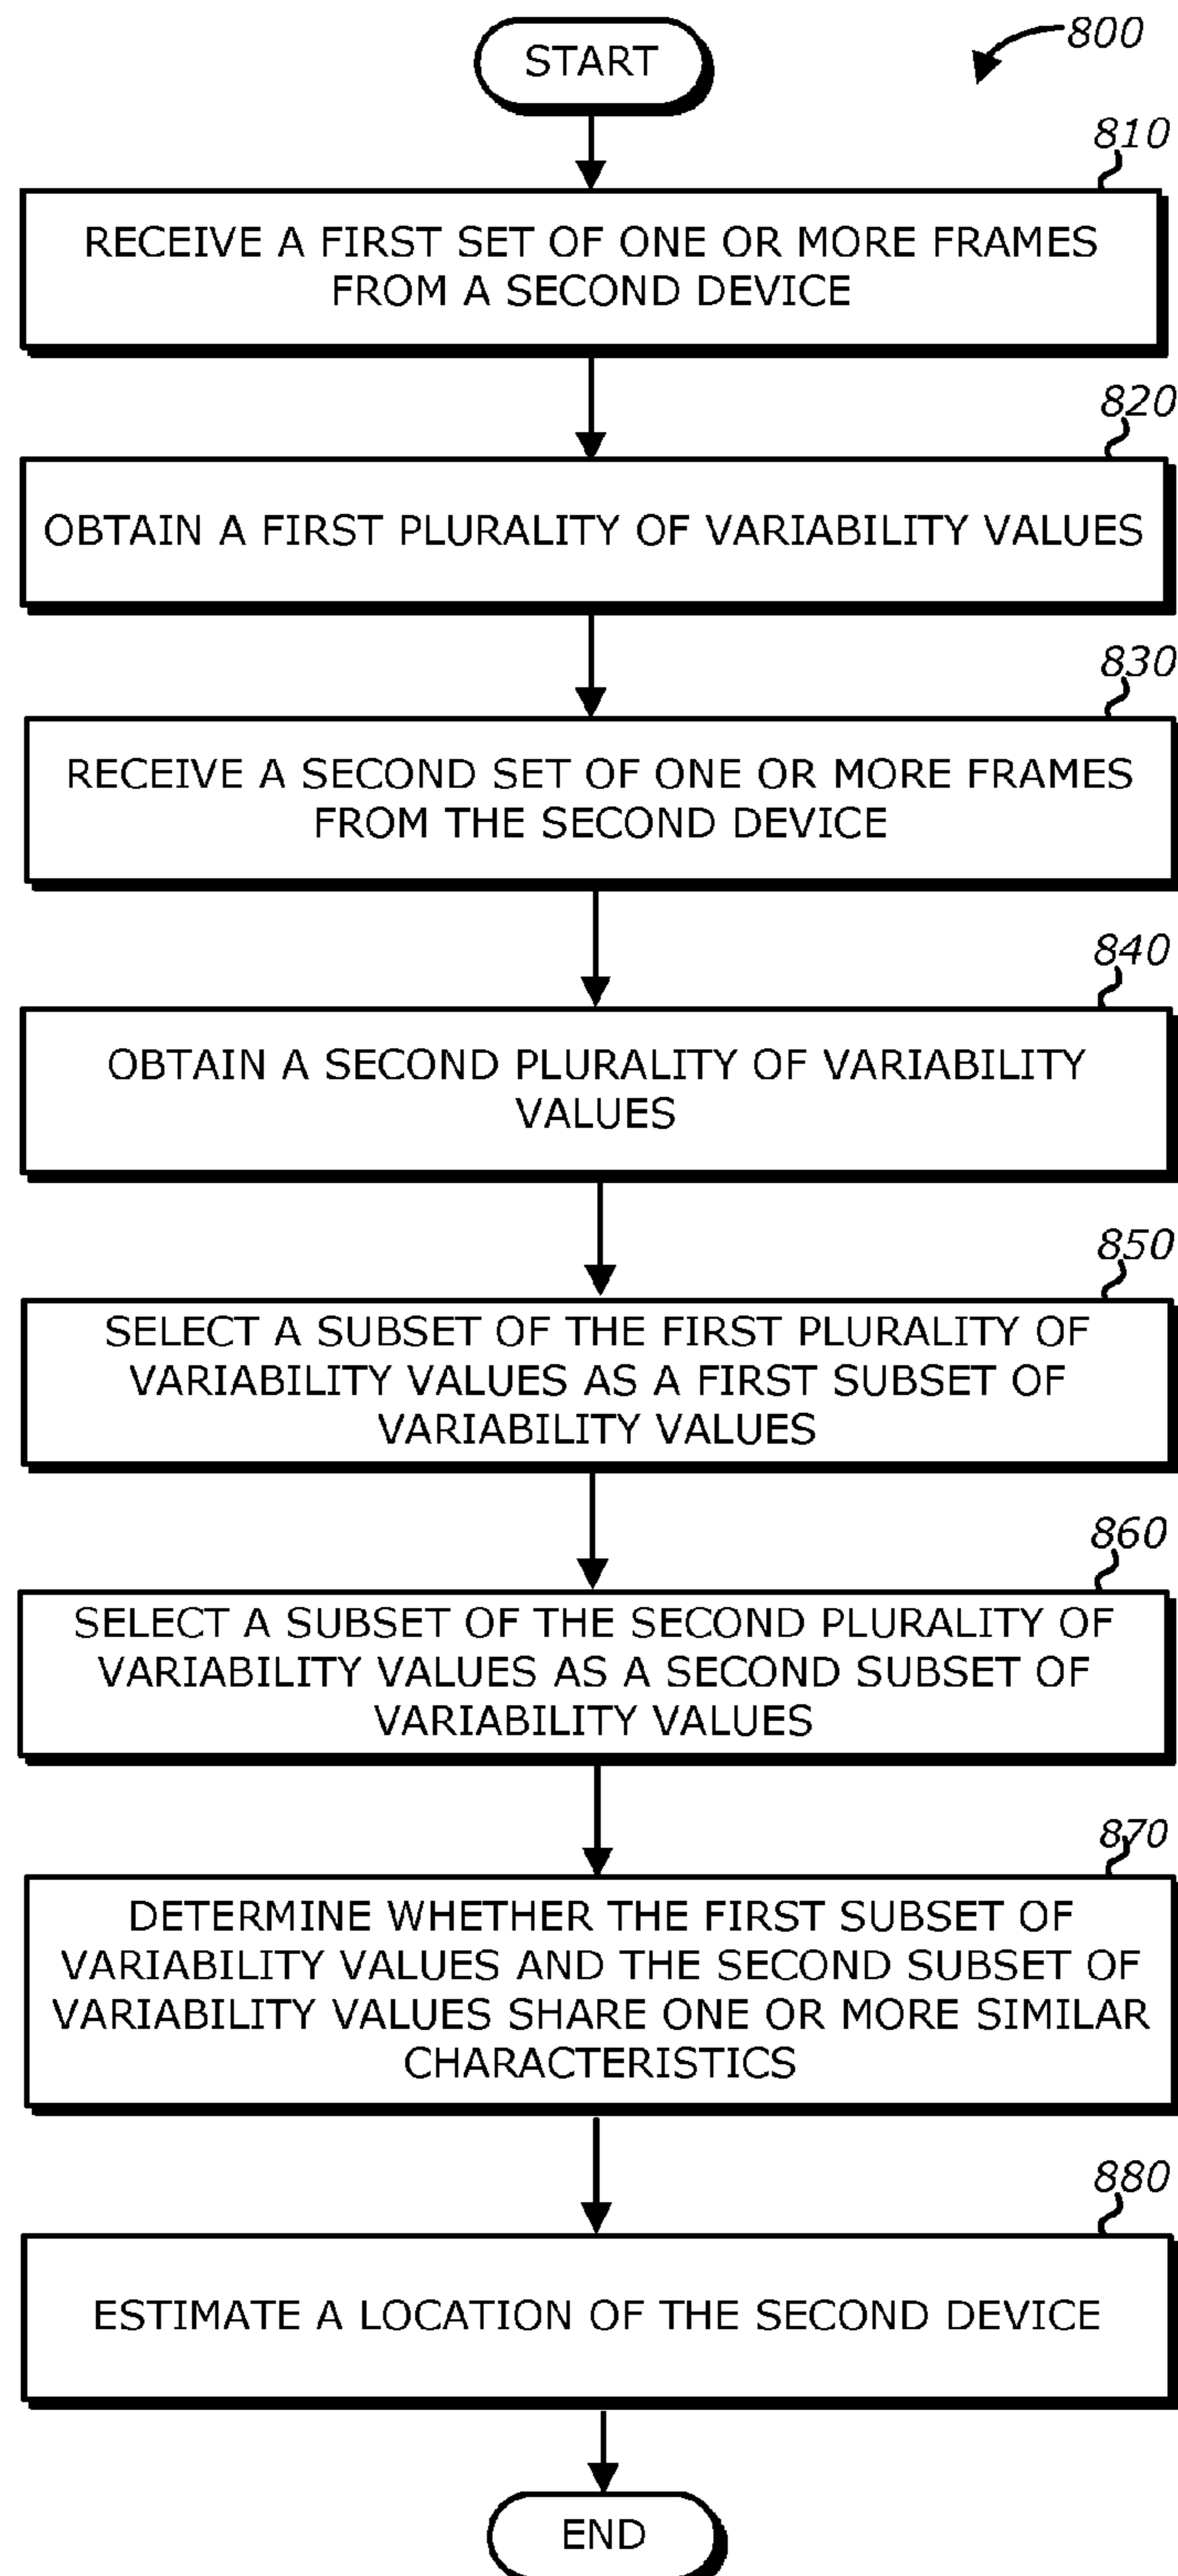 START
800
810
RECEIVE A FIRST SET OF ONE OR MORE FRAMES
FROM A SECOND DEVICE
820
OBTAIN A FIRST PLURALITY OF VARIABILITY VALUES
830
RECEIVE A SECOND SET OF ONE OR MORE FRAMES
FROM THE SECOND DEVICE
840
OBTAIN A SECOND PLURALITY OF VARIABILITY
VALUES
850
SELECT A SUBSET OF THE FIRST PLURALITY OF
VARIABILITY VALUES AS A FIRST SUBSET OF
VARIABILITY VALUES
860
SELECT A SUBSET OF THE SECOND PLURALITY OF
VARIABILITY VALUES AS A SECOND SUBSET OF
VARIABILITY VALUES
870
DETERMINE WHETHER THE FIRST SUBSET OF
VARIABILITY VALUES AND THE SECOND SUBSET OF
VARIABILITY VALUES SHARE ONE OR MORE SIMILAR
CHARACTERISTICS
880
ESTIMATE A LOCATION OF THE SECOND DEVICE
END